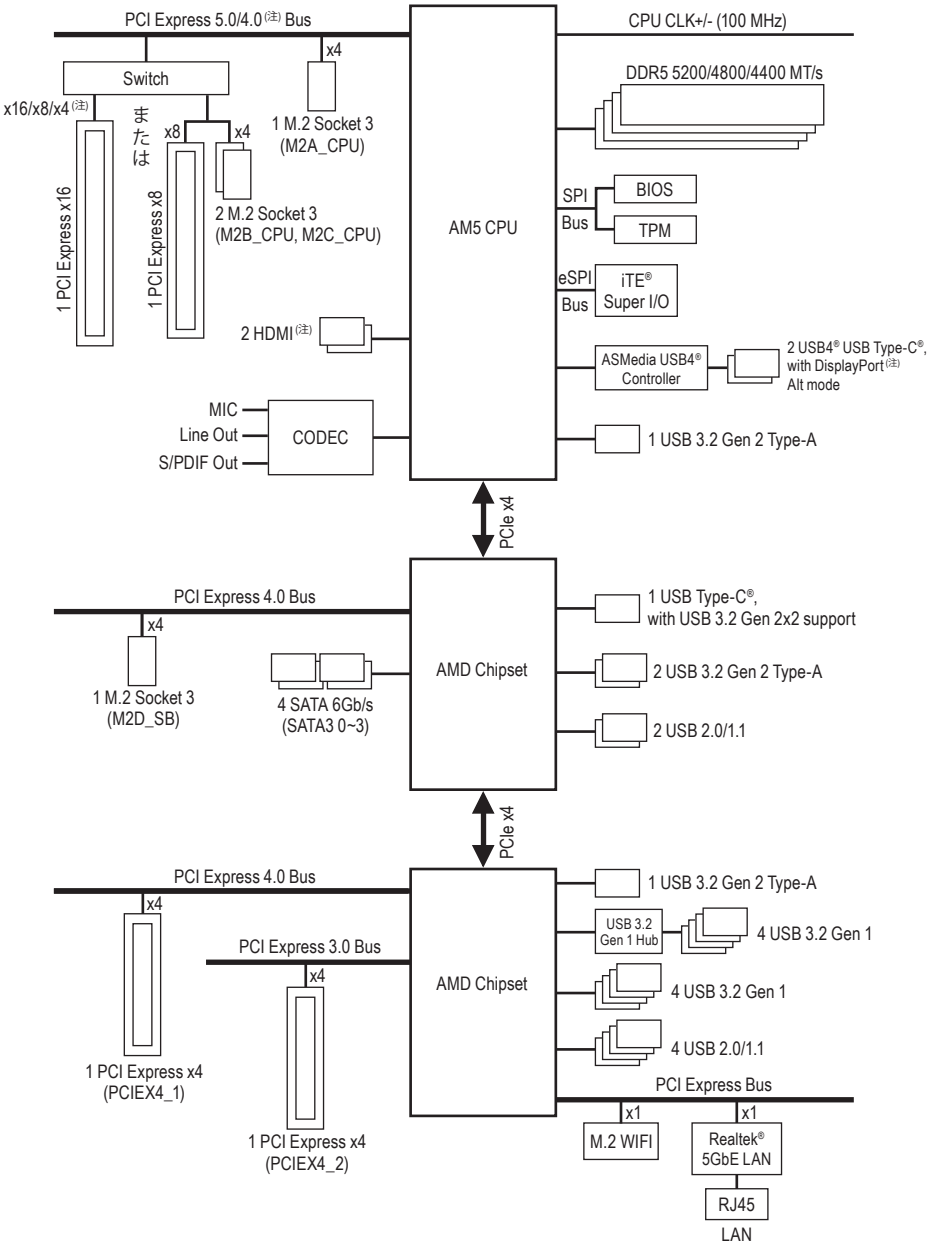 PCI Express 5.0/4.0(注) Bus
CPU CLK+/- (100 MHz)
x4
Switch
DDR5 5200/4800/4400 MT/s
x16/x8/x4(注)
または
1 M.2 Socket 3
(M2A_CPU)
x8
x4
1 PCI Express x16
1 PCI Express x8
2 M.2 Socket 3
(M2B_CPU, M2C_CPU)
AM5 CPU
SPI
Bus
BIOS
TPM
eSPI
Bus
iTE®
Super I/O
2 HDMI(注)
ASMedia USB4®
Controller
2 USB4® USB Type-C®,
with DisplayPort(注)
Alt mode
MIC
Line Out
S/PDIF Out
CODEC
1 USB 3.2 Gen 2 Type-A
PCIe x4
PCI Express 4.0 Bus
x4
1 M.2 Socket 3
(M2D_SB)
4 SATA 6Gb/s
(SATA3 0~3)
AMD Chipset
1 USB Type-C®,
with USB 3.2 Gen 2x2 support
2 USB 3.2 Gen 2 Type-A
2 USB 2.0/1.1
PCIe x4
PCI Express 4.0 Bus
x4
1 PCI Express x4
(PCIEX4_1)
PCI Express 3.0 Bus
x4
1 PCI Express x4
(PCIEX4_2)
AMD Chipset
1 USB 3.2 Gen 2 Type-A
USB 3.2
Gen 1 Hub
4 USB 3.2 Gen 1
4 USB 3.2 Gen 1
4 USB 2.0/1.1
PCI Express Bus
x1
x1
M.2 WIFI
Realtek®
5GbE LAN
RJ45
LAN